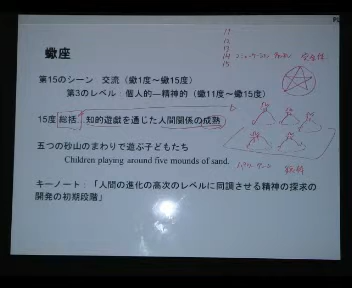 蠍座
第15のシーン 交流（蠍1度～蠍15度）
第3のレベル：個人的―精神的（蠍11度～蠍15度）
15度 総括 知的遊戯を通じた人間関係の成熟
五つの砂山のまわりで遊ぶ子どもたち
Children playing around five mounds of sand.
キーノート：「人間の進化の高次のレベルに同調させる精神の探求の
開発の初期段階」
11
12
13
14
15